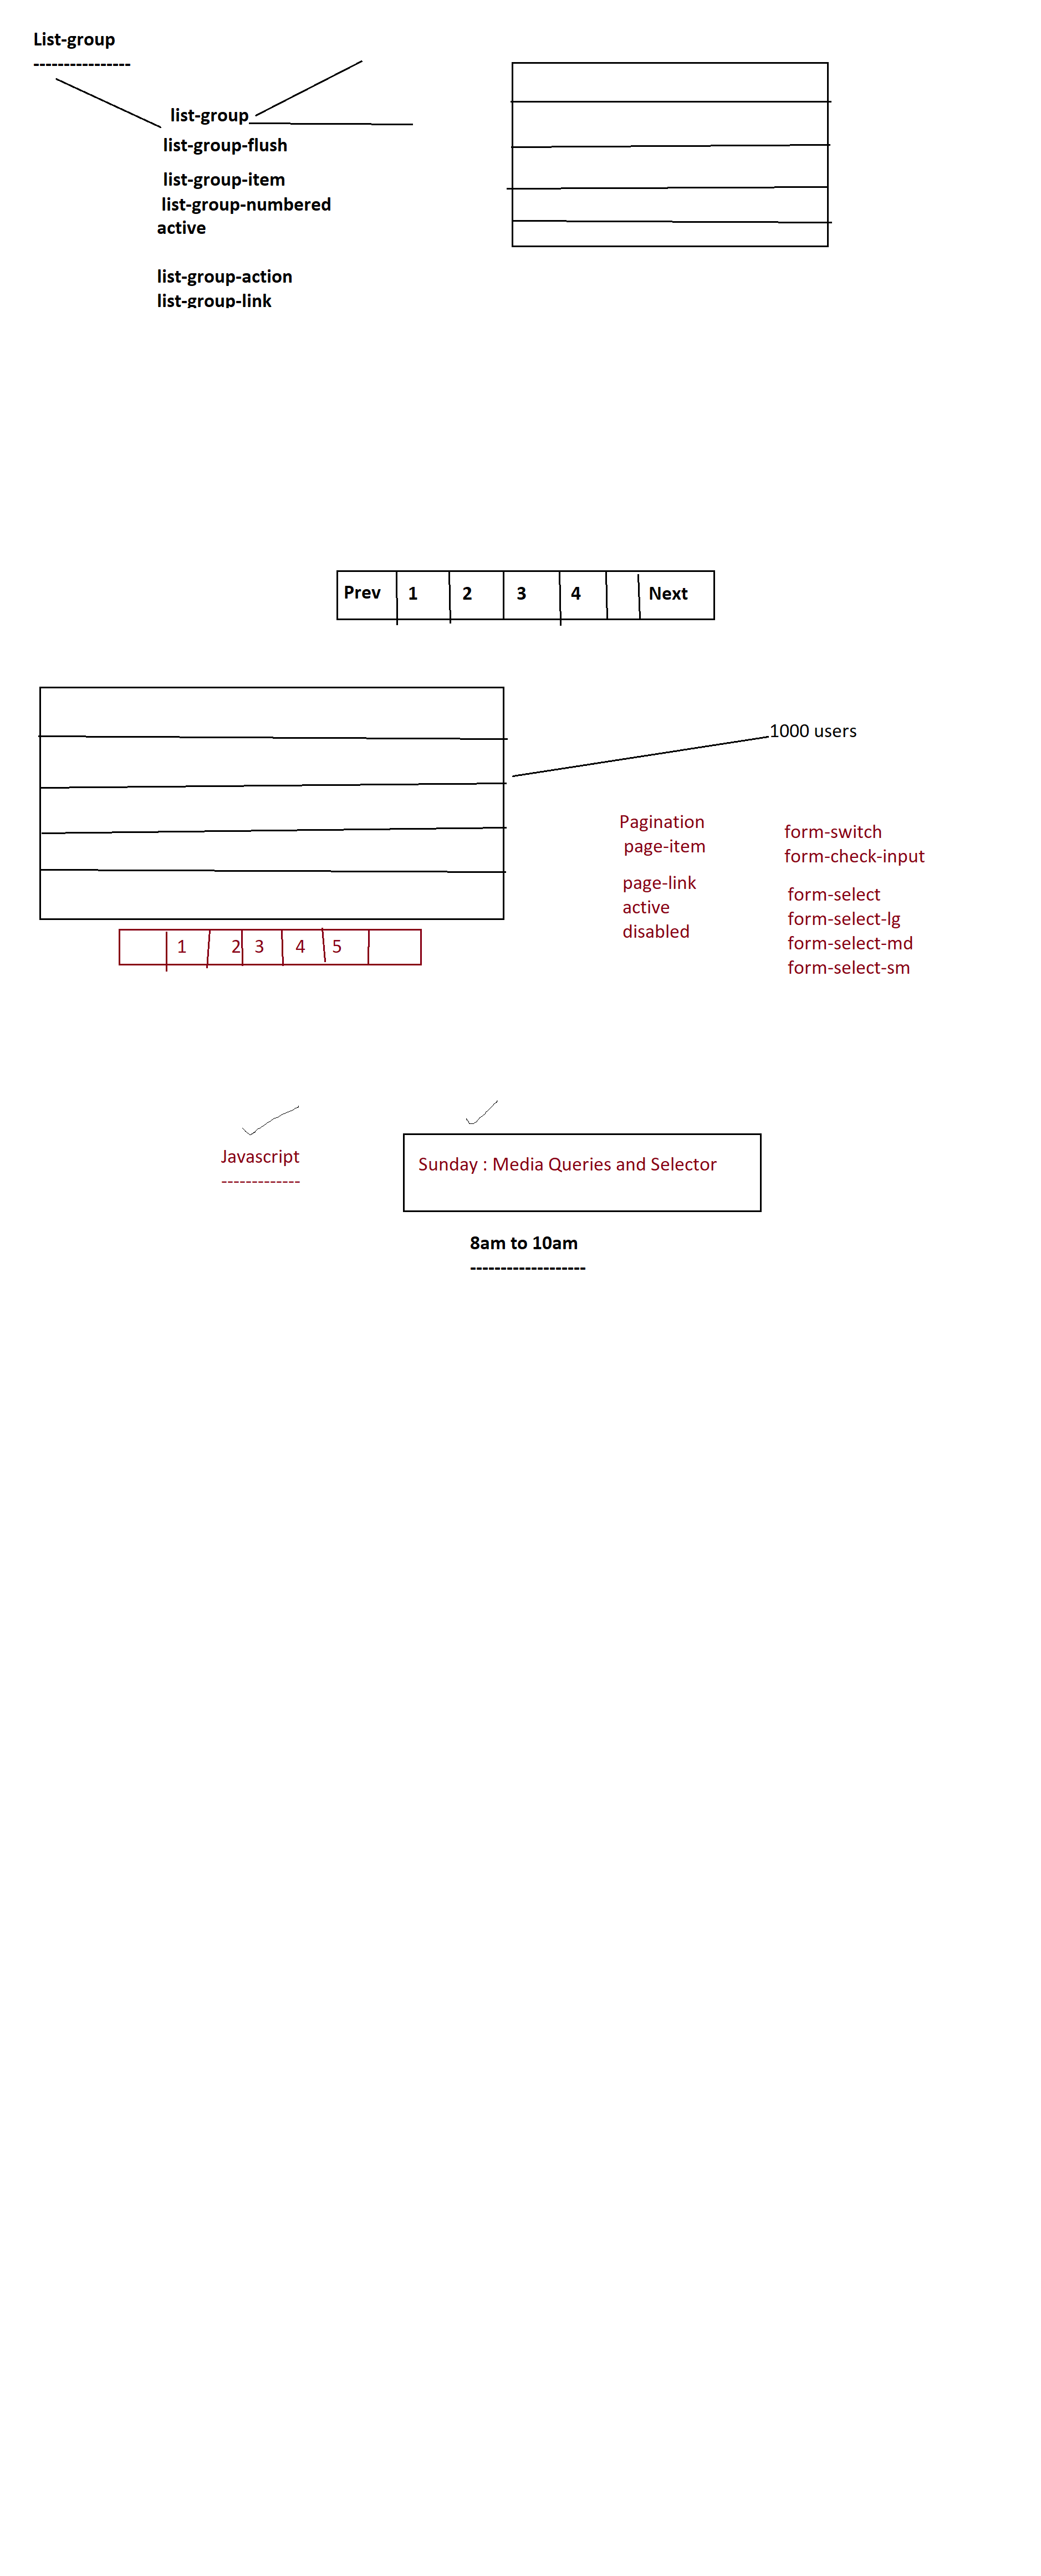 List-group
----------------
list-group
list-group-flush
list-group-item
list-group-numbered
active
list-group-action
list-group-link
Prev 1 2 3 4 Next
1000 users
Pagination
page-item
page-link
active
disabled
form-switch
form-check-input
form-select
form-select-lg
form-select-md
form-select-sm
1 2 3 4 5
Javascript
-------------
Sunday : Media Queries and Selector
8am to 10am
-------------------